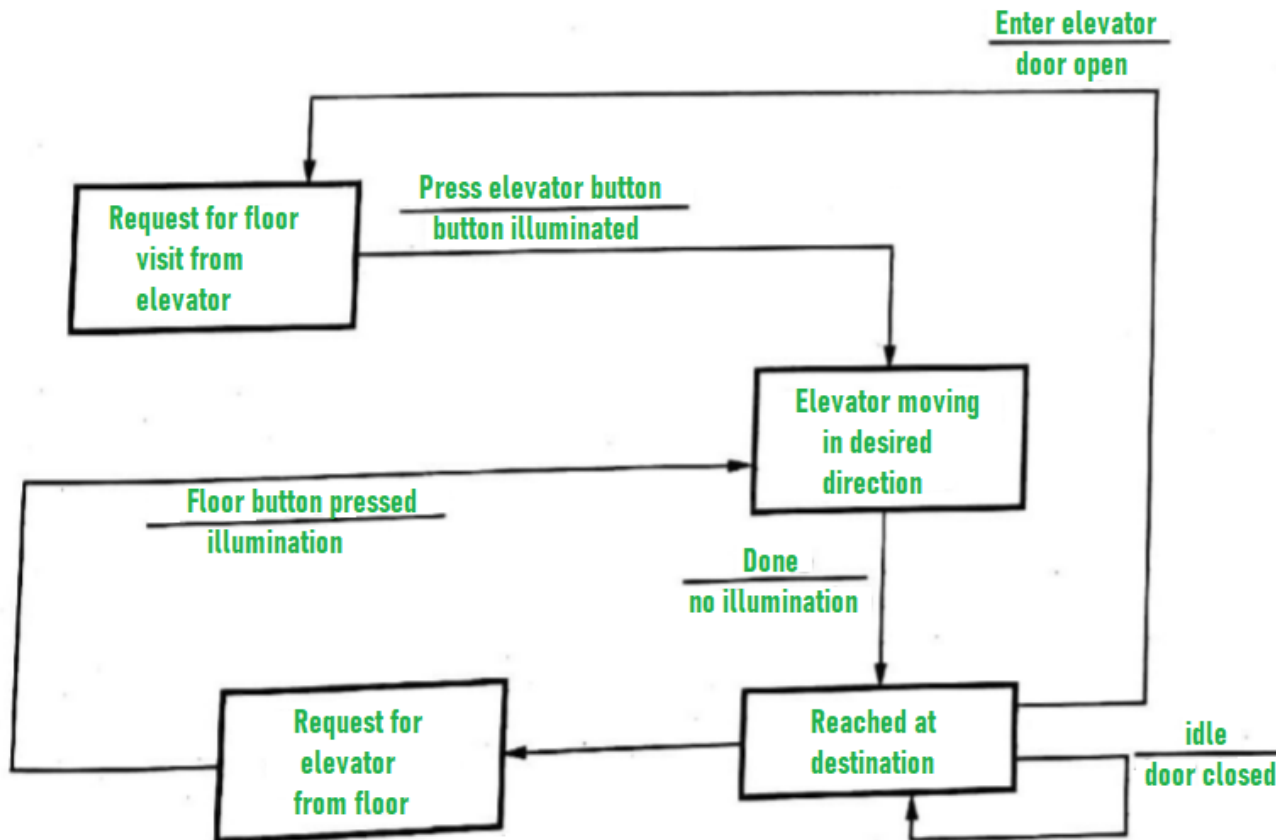 Enter elevator
door open
Press elevator button
button illuminated
Request for floor
visit from
elevator
Elevator moving
in desired
direction
Floor button pressed
illumination
Done
no illumination
Request for
elevator
from floor
Reached at
destination
idle
door closed